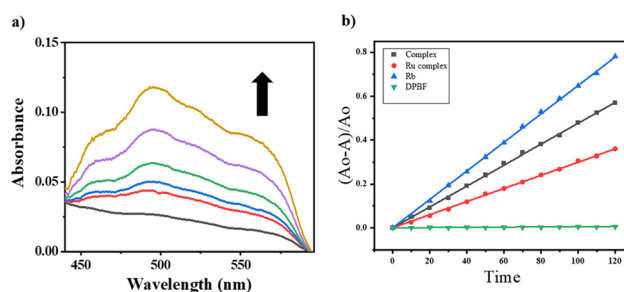 a)
0.15
0.10
0.05
0.00
Absorbance
450
500
550
Wavelength (nm)
b)
Complex
Ru complex
Rb
DPBF
0.8
0.6
0.4
0.2
0.0
(Ao-A)/Ao
0
20
40
60
80
100
120
Time